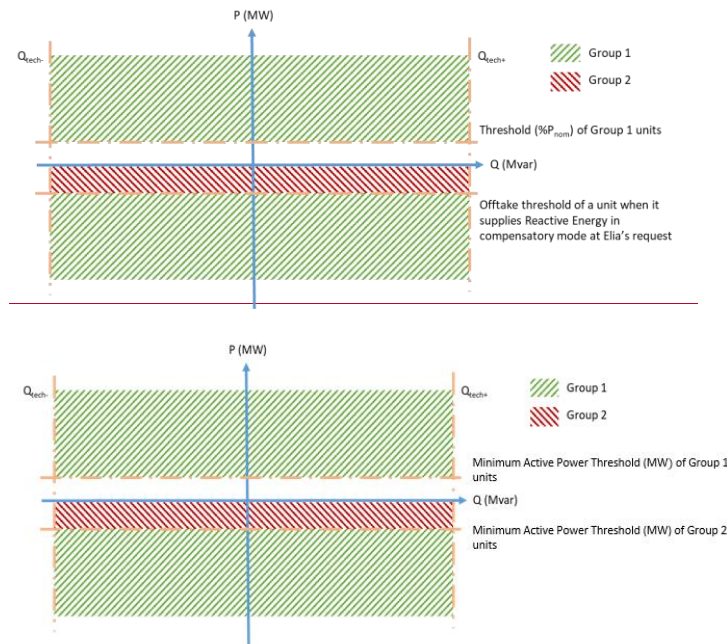 P (MW)
Qtech-
Qtech+
Group 1
Group 2
Threshold (%Pnom) of Group 1 units
Q (Mvar)
Offtake threshold of a unit when it
supplies Reactive Energy in
compensatory mode at Elia's request
P (MW)
Qtech-
Qtech+
Group 1
Group 2
Minimum Active Power Threshold (MW) of Group 1
units
Q (Mvar)
Minimum Active Power Threshold (MW) of Group 2
units